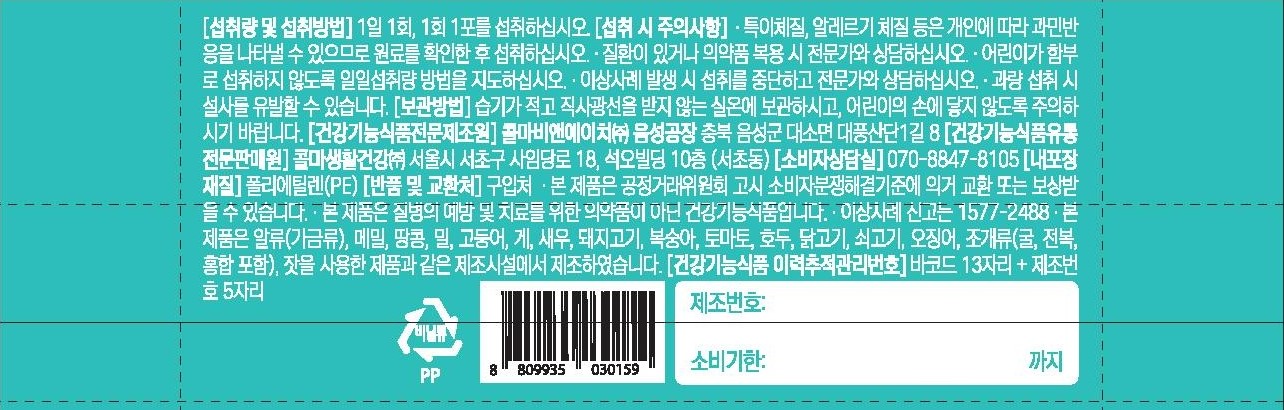 [섭취량 및 섭취방법] 1일 1회, 1회 1포를 섭취하십시오. [섭취 시 주의사항] · 특이체질, 알레르기 체질 등은 개인에 따라 과민반
응을 나타낼 수 있으므로 원료를 확인한 후 섭취하십시오. · 질환이 있거나 의약품 복용 시 전문가와 상담하십시오. · 어린이가 함부
로 섭취하지 않도록 일일섭취량 방법을 지도하십시오. · 이상사례 발생 시 섭취를 중단하고 전문가와 상담하십시오. · 과량 섭취 시
설사를 유발할 수 있습니다. [보관방법] 습기가 적고 직사광선을 받지 않는 실온에 보관하시고, 어린이의 손에 닿지 않도록 주의하
시기 바랍니다. [건강기능식품전문제조원] 콜마비앤에이치㈜ 음성공장 충북 음성군 대소면 대풍산단1길 8 [건강기능식품유통
전문판매원] 콜마생활건강㈜ 서울시 서초구 사임당로 18, 석오빌딩 10층 (서초동) [소비자상담실] 070-8847-8105 [내포장
재질] 폴리에틸렌(PE) [반품 및 교환처] 구입처 · 본 제품은 공정거래위원회 고시 소비자분쟁해결기준에 의거 교환 또는 보상받
을 수 있습니다. · 본 제품은 질병의 예방 및 치료를 위한 의약품이 아닌 건강기능식품입니다. · 이상사례 신고는 1577-2488 · 본
제품은 알류(가금류), 메밀, 땅콩, 밀, 고등어, 게, 새우, 돼지고기, 복숭아, 토마토, 호두, 닭고기, 쇠고기, 오징어, 조개류(굴, 전복,
홍합 포함), 잣을 사용한 제품과 같은 제조시설에서 제조하였습니다. [건강기능식품 이력추적관리번호] 바코드 13자리 + 제조번
호 5자리
비닐류
PP
8 809935 030159
제조번호:
소비기한: 까지